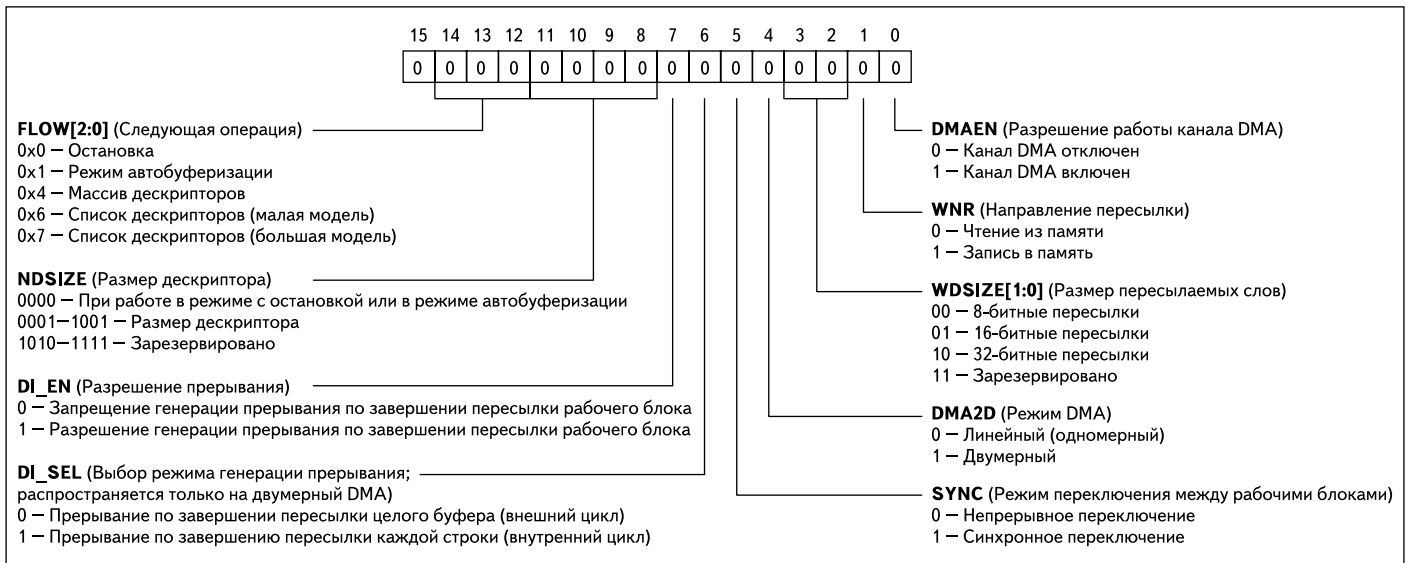 15 14 13 12 11 10 9 8 7 6 5 4 3 2 1 0
0 0 0 0 0 0 0 0 0 0 0 0 0 0 0 0
FLOW[2:0] (Следующая операция)
0x0 — Остановка
0x1 — Режим автобуферизации
0x4 — Массив дескрипторов
0x6 — Список дескрипторов (малая модель)
0x7 — Список дескрипторов (большая модель)
NDSIZE (Размер дескриптора)
0000 — При работе в режиме с остановкой или в режиме автобуферизации
0001—1001 — Размер дескриптора
1010—1111 — Зарезервировано
DI_EN (Разрешение прерывания)
0 — Запрещение генерации прерывания по завершении пересылки рабочего блока
1 — Разрешение генерации прерывания по завершении пересылки рабочего блока
DI_SEL (Выбор режима генерации прерывания;
распространяется только на двумерный DMA)
0 — Прерывание по завершении пересылки целого буфера (внешний цикл)
1 — Прерывание по завершению пересылки каждой строки (внутренний цикл)
DMAEN (Разрешение работы канала DMA)
0 — Канал DMA отключен
1 — Канал DMA включен
WNR (Направление пересылки)
0 — Чтение из памяти
1 — Запись в память
WDSIZE[1:0] (Размер пересылаемых слов)
00 — 8-битные пересылки
01 — 16-битные пересылки
10 — 32-битные пересылки
11 — Зарезервировано
DMA2D (Режим DMA)
0 — Линейный (одномерный)
1 — Двумерный
SYNC (Режим переключения между рабочими блоками)
0 — Непрерывное переключение
1 — Синхронное переключение